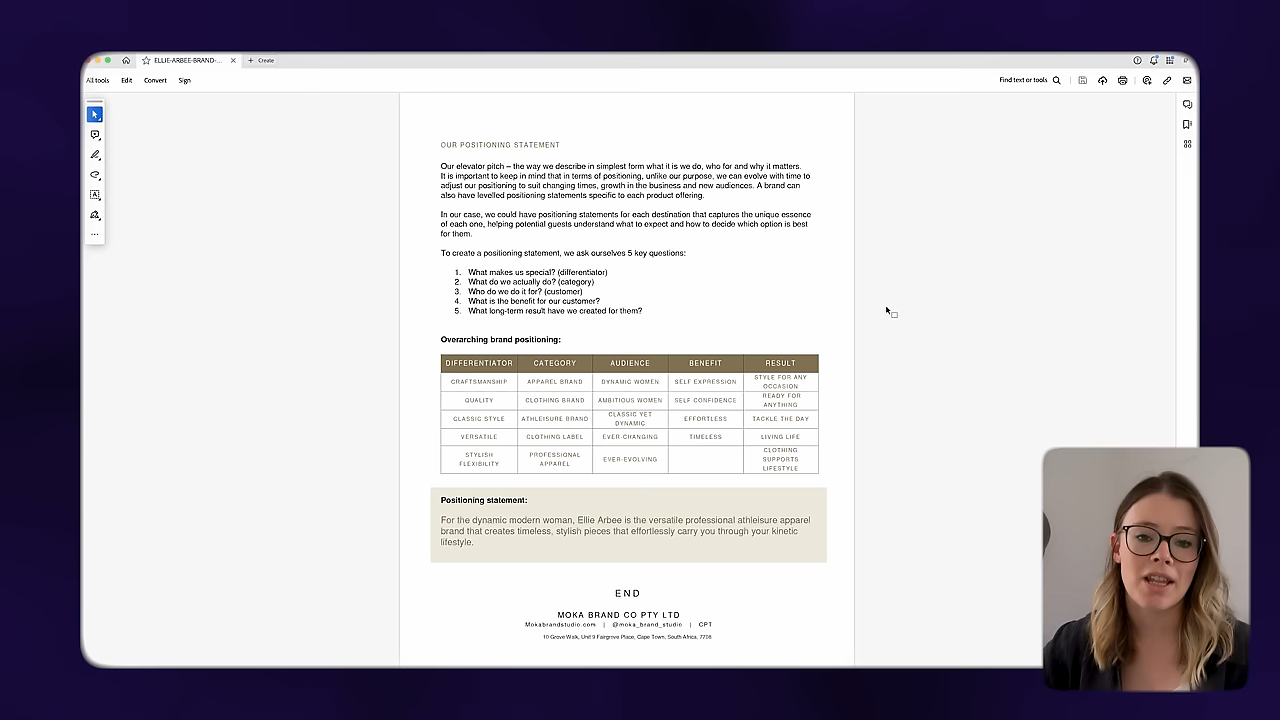 ELLIE-ARBEE-BRAND-...
Create
All tools
Edit
Convert
Sign
Find text or tools
OUR POSITIONING STATEMENT
Our elevator pitch – the way we describe in simplest form what it is we do, who for and why it matters.
It is important to keep in mind that in terms of positioning, unlike our purpose, we can evolve with time to
adjust our positioning to suit changing times, growth in the business and new audiences. A brand can
also have levelled positioning statements specific to each product offering.
In our case, we could have positioning statements for each destination that captures the unique essence
of each one, helping potential guests understand what to expect and how to decide which option is best
for them.
To create a positioning statement, we ask ourselves 5 key questions:
1. What makes us special? (differentiator)
2. What do we actually do? (category)
3. Who do we do it for? (customer)
4. What is the benefit for our customer?
5. What long-term result have we created for them?
Overarching brand positioning:
DIFFERENTIATOR CATEGORY AUDIENCE BENEFIT RESULT
CRAFTSMANSHIP APPAREL BRAND DYNAMIC WOMEN SELF EXPRESSION STYLE FOR ANY
OCCASION
QUALITY CLOTHING BRAND AMBITIOUS WOMEN SELF CONFIDENCE READY FOR
ANYTHING
CLASSIC STYLE ATHLEISURE BRAND CLASSIC YET
DYNAMIC EFFORTLESS TACKLE THE DAY
VERSATILE CLOTHING LABEL EVER-CHANGING TIMELESS LIVING LIFE
STYLISH
FLEXIBILITY
PROFESSIONAL
APPAREL
EVER-EVOLVING
CLOTHING
SUPPORTS
LIFESTYLE
Positioning statement:
For the dynamic modern woman, Ellie Arbee is the versatile professional athleisure apparel
brand that creates timeless, stylish pieces that effortlessly carry you through your kinetic
lifestyle.
END
MOKA BRAND CO PTY LTD
Mokabrandstudio.com | @moka_brand_studio | CPT
10 Grove Walk, Unit 9 Fairgrove Place, Cape Town, South Africa, 7708